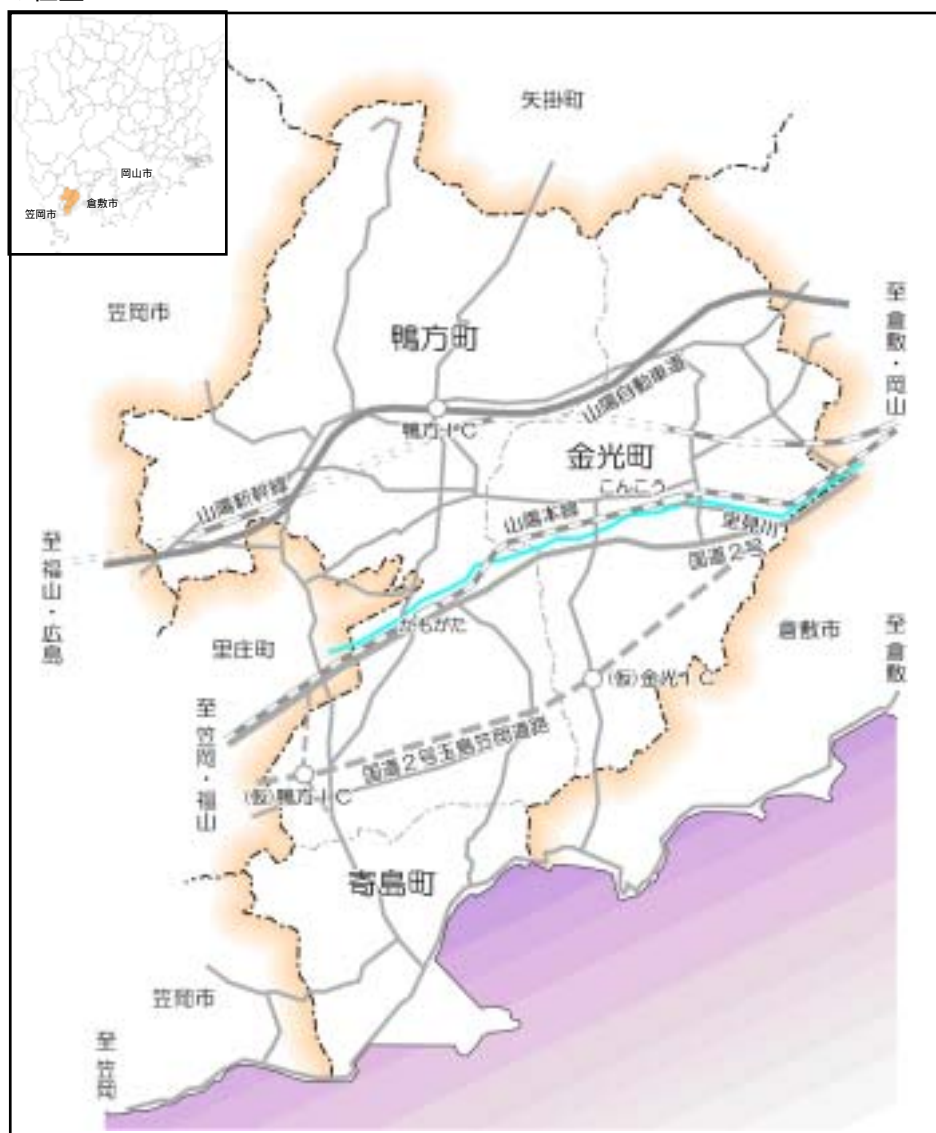 岡山市
倉敷市
笠岡市
矢掛町
笠岡市
至倉敷・岡山
鴨方町
山陽自動車道
鴨方ＩＣ
金光町
こんこう
山陽新幹線
山陽本線
里見川
国道２号
至福山・広島
かもがた
里庄町
倉敷市
至倉敷
(仮)金光ＩＣ
至笠岡・福山
国道２号玉島笠岡道路
(仮)鴨方ＩＣ
寄島町
笠岡市
至笠岡